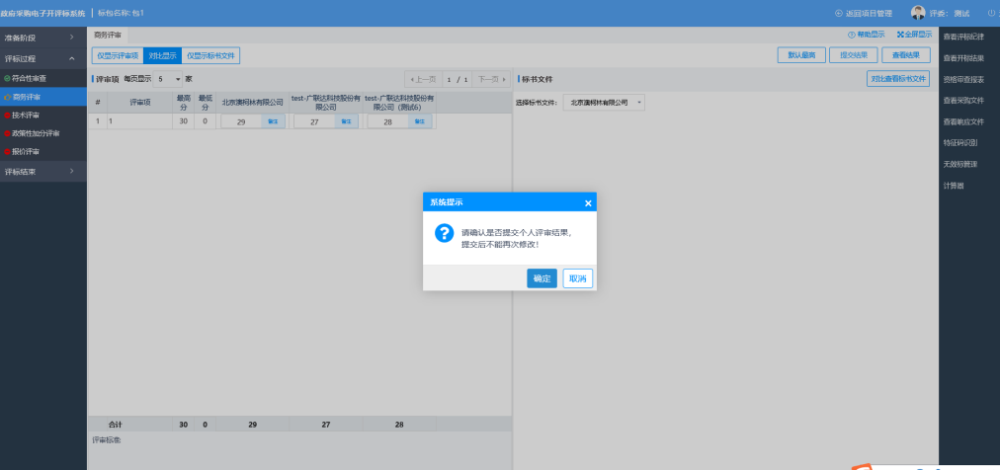 政府采购电子开评标系统 标包名称: 包1 返回项目管理 评委: 测试
准备阶段
评标过程
符合性审查
商务评审
技术评审
政策性加分评审
报价评审
评标结束
商务评审 帮助显示 全屏显示
仅显示评审项 对比显示 仅显示标书文件 默认最高 提交结果 查看结果
评审项 每页显示 5 家 上一页 1 / 1 下一页
# 评审项 最高分 最低分 北京澳柯林有限公司 test-广联达科技股份有限公司 test-广联达科技股份有限公司 (测试6)
1 1 30 0 29 备注 27 备注 28 备注
合计 30 0 29 27 28
评审标准:
标书文件 对比查看标书文件
选择标书文件: 北京澳柯林有限公司
系统提示 ×
请确认是否提交个人评审结果,
提交后不能再次修改!
确定 取消
查看评标纪律
查看开标结果
资格审查报表
查看采购文件
查看响应文件
特征码识别
无效标管理
计算器